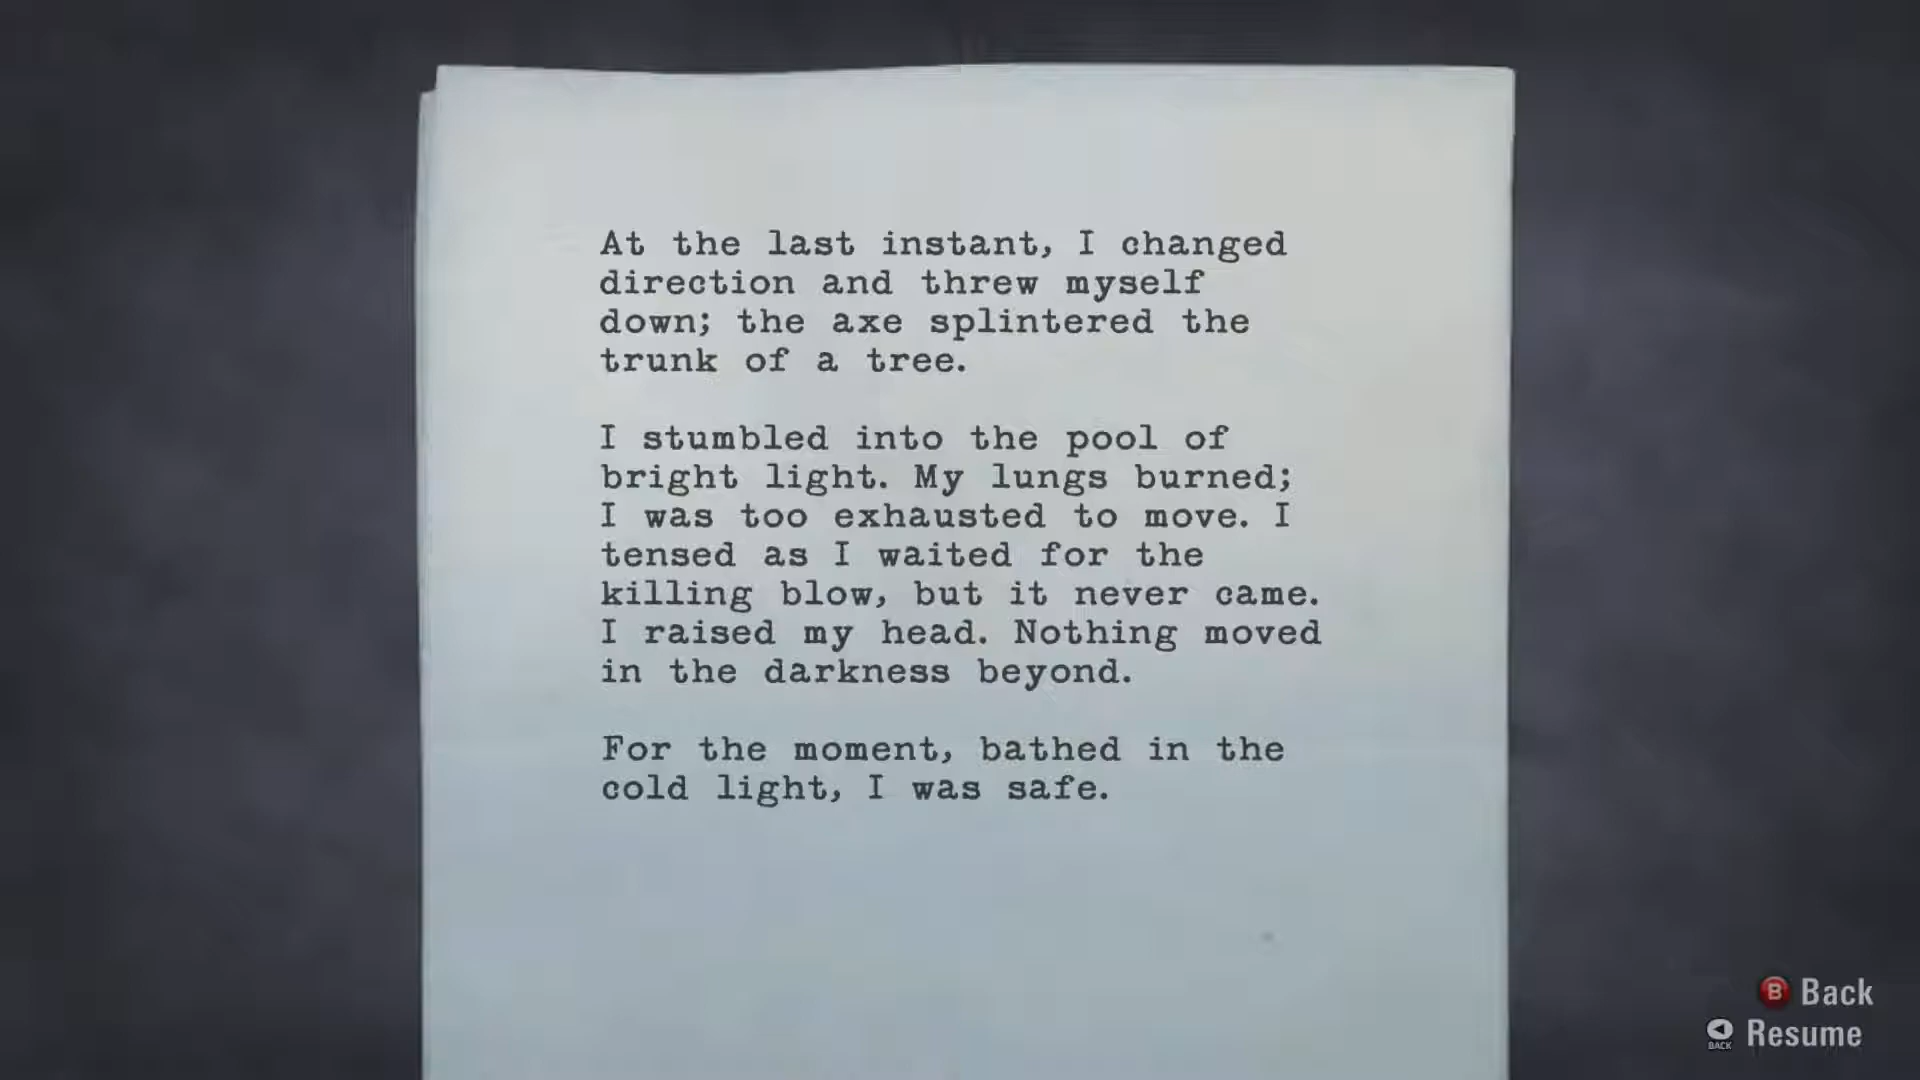 At the last instant, I changed
direction and threw myself
down; the axe splintered the
trunk of a tree.
I stumbled into the pool of
bright light. My lungs burned;
I was too exhausted to move. I
tensed as I waited for the
killing blow, but it never came.
I raised my head. Nothing moved
in the darkness beyond.
For the moment, bathed in the
cold light, I was safe.
B Back
BACK Resume